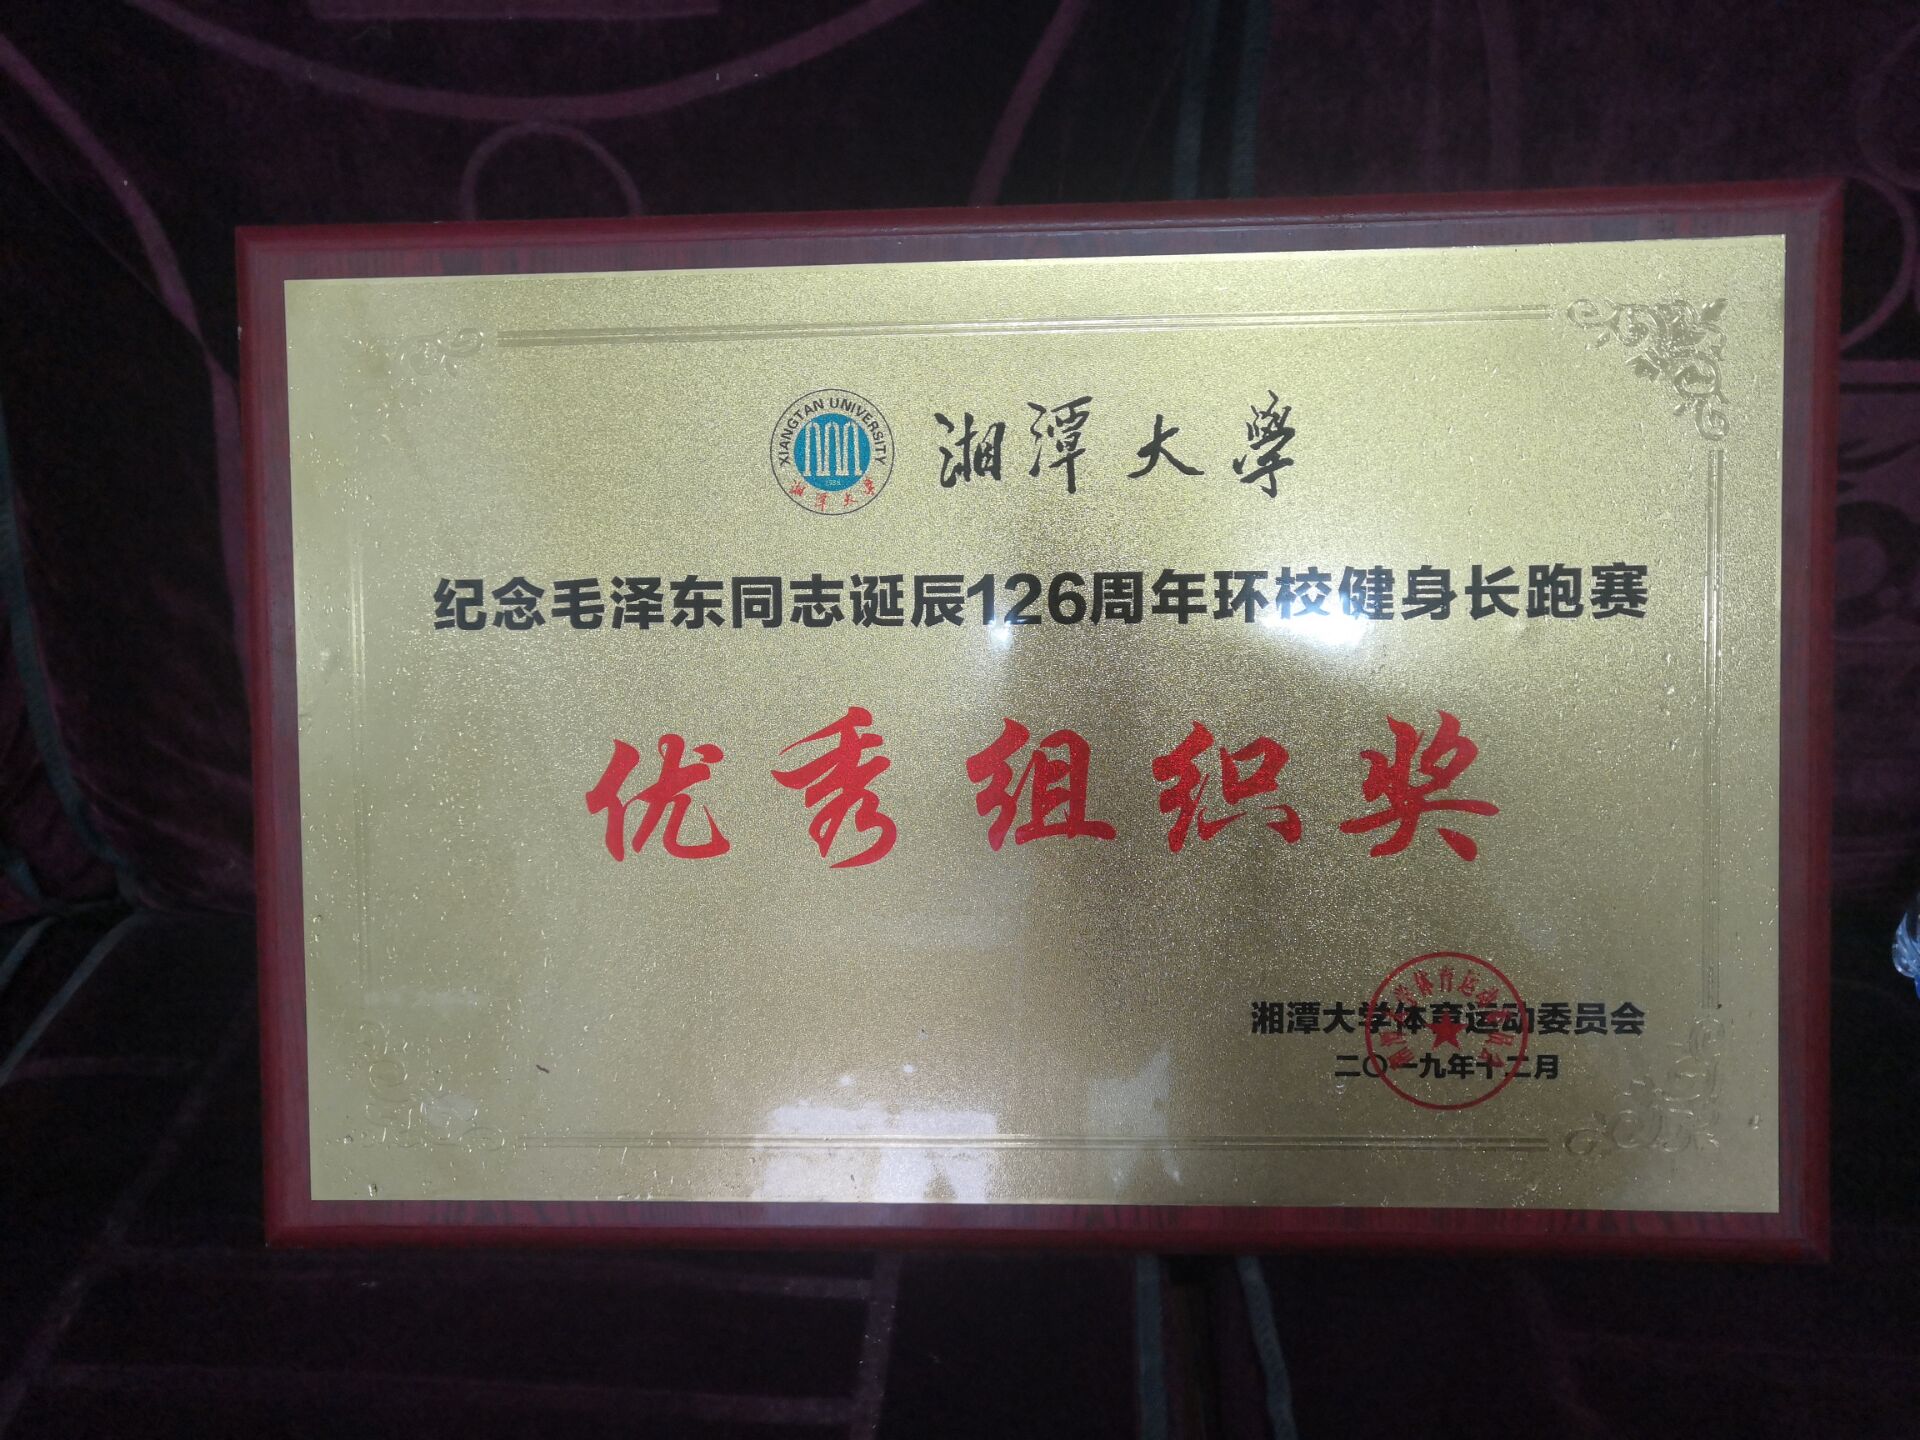 XIANGTAN UNIVERSITY
湘潭大学
湘潭大學
纪念毛泽东同志诞辰126周年环校健身长跑赛
优秀组织奖
湘潭大学体育运动委员会
二〇一九年十二月